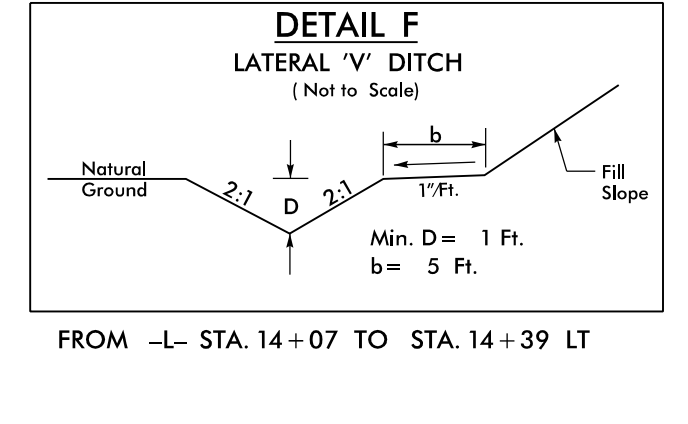 DETAIL F
LATERAL 'V' DITCH
( Not to Scale)
b
Natural
Ground
2:1
D
2:1
1"/Ft.
Fill
Slope
Min. D = 1 Ft.
b = 5 Ft.
FROM -L- STA. 14+07 TO STA. 14+39 LT